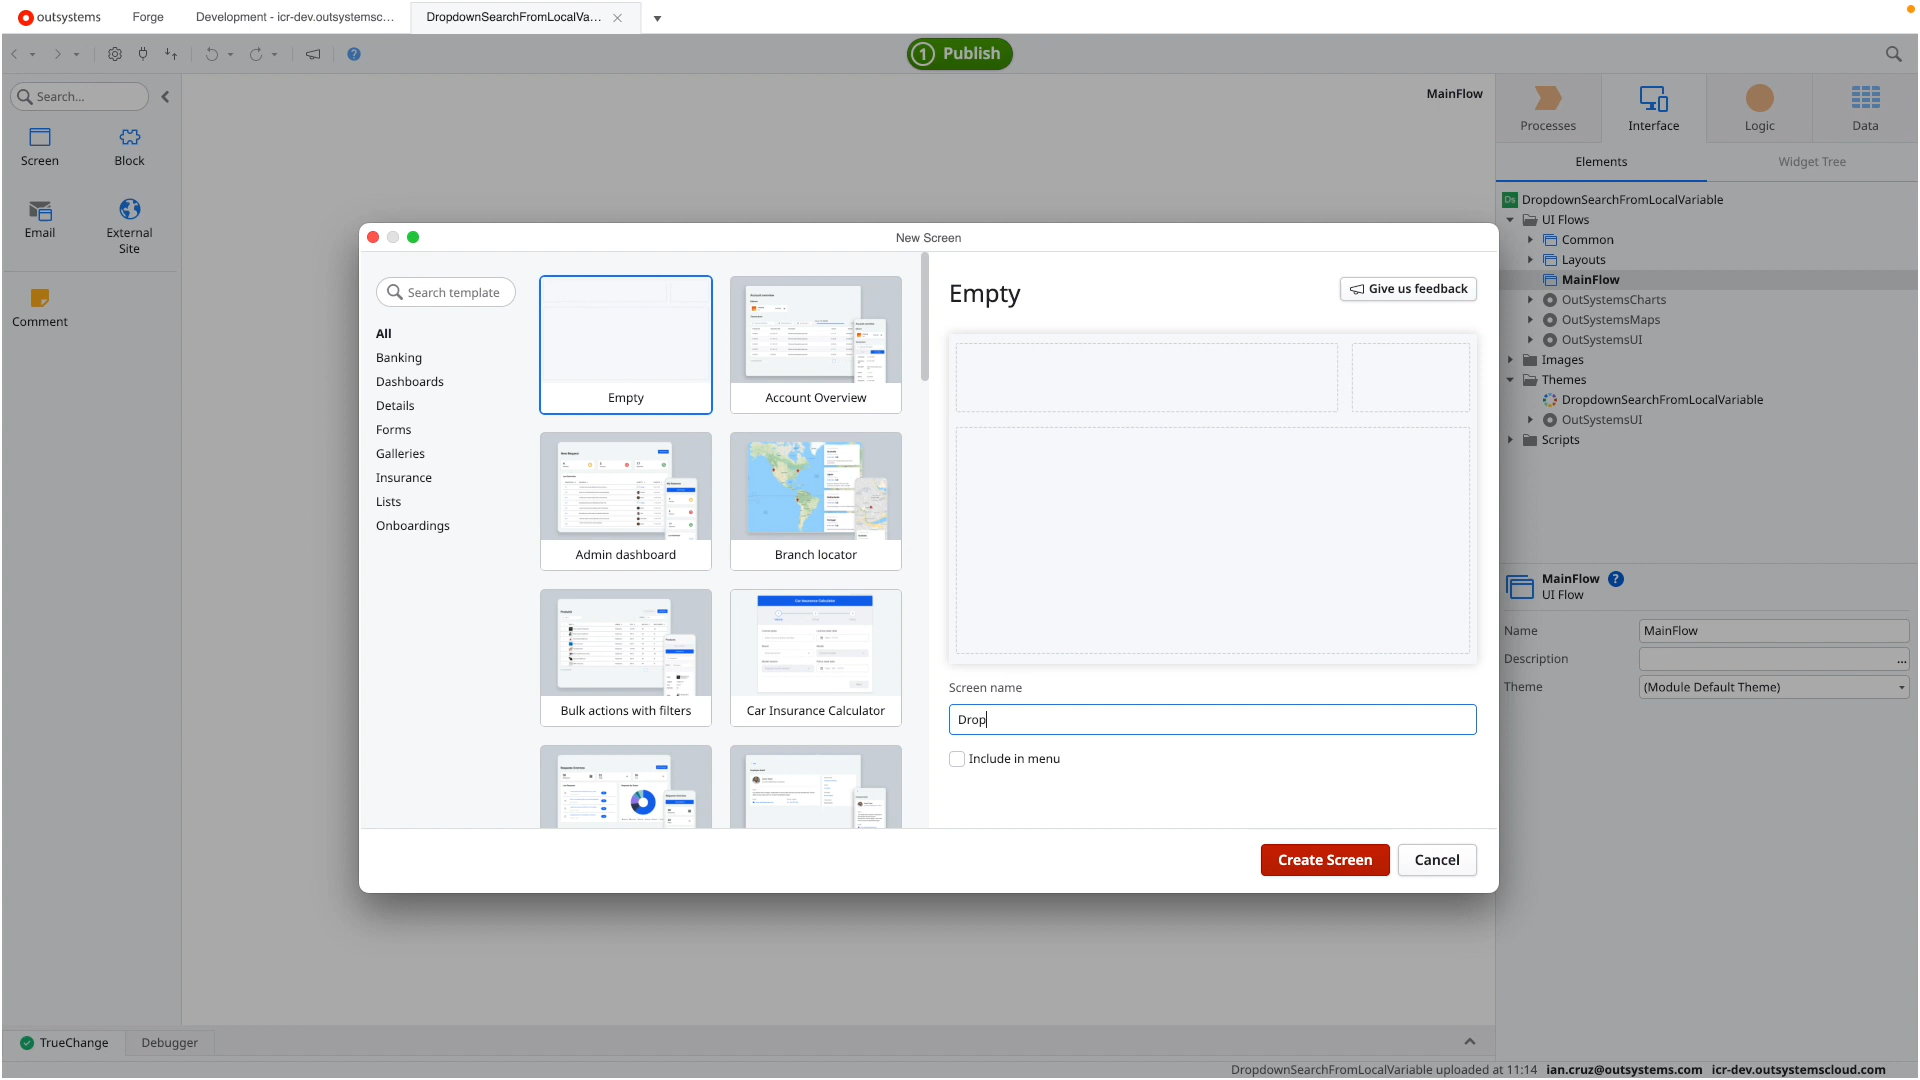 outsystems
Forge
Development - icr-dev.outsystemsc...
DropdownSearchFromLocalVa...
1 Publish
Search...
Screen
Block
Email
External
Site
Comment
MainFlow
Processes
Interface
Logic
Data
Elements
Widget Tree
Ds DropdownSearchFromLocalVariable
UI Flows
Common
Layouts
MainFlow
OutSystemsCharts
OutSystemsMaps
OutSystemsUI
Images
Themes
DropdownSearchFromLocalVariable
OutSystemsUI
Scripts
MainFlow ?
UI Flow
Name
MainFlow
Description
...
Theme
(Module Default Theme)
New Screen
Search template
All
Banking
Dashboards
Details
Forms
Galleries
Insurance
Lists
Onboardings
Empty
Account Overview
Admin dashboard
Branch locator
Bulk actions with filters
Car Insurance Calculator
Empty
Give us feedback
Screen name
Drop
Include in menu
Create Screen
Cancel
TrueChange
Debugger
DropdownSearchFromLocalVariable uploaded at 11:14 ian.cruz@outsystems.com icr-dev.outsystemscloud.com